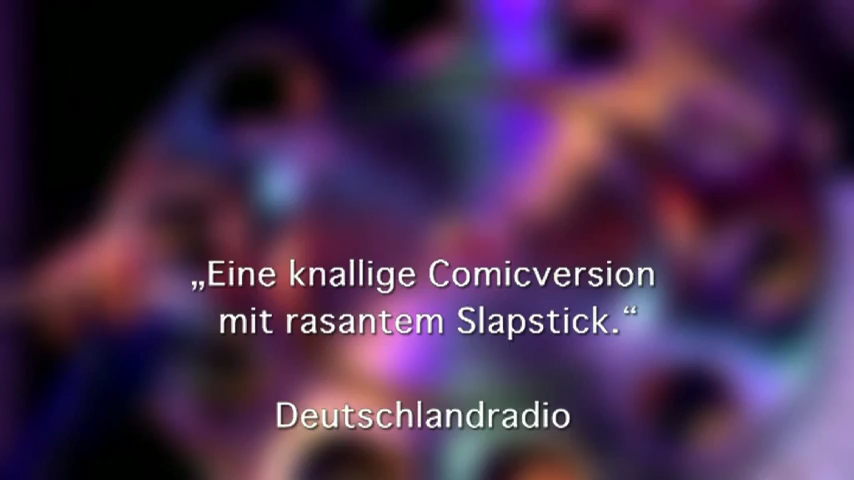 „Eine knallige Comicversion
mit rasantem Slapstick.“
Deutschlandradio